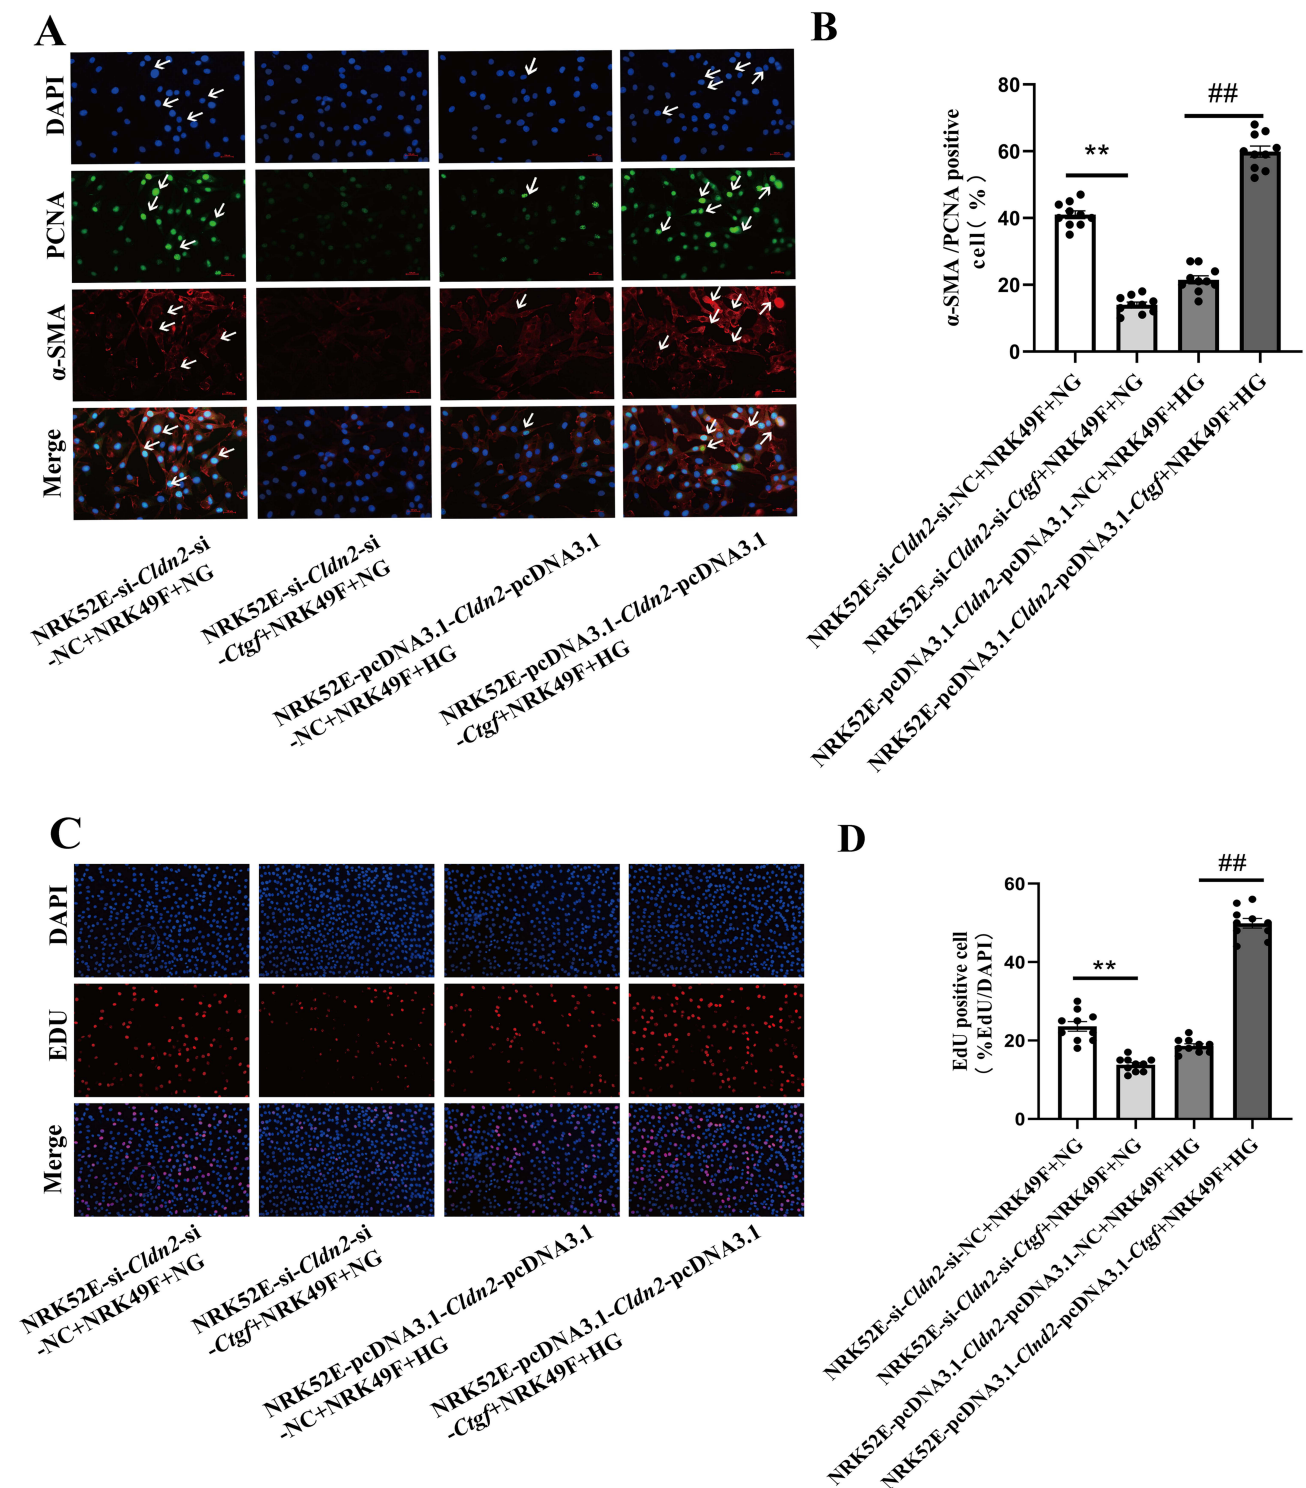 A
DAPI
PCNA
α-SMA
Merge
NRK52E-si-Cldn2-si
-NC+NRK49F+NG
NRK52E-si-Cldn2-si
-Ctgf+NRK49F+NG
NRK52E-pcDNA3.1-Cldn2-pcDNA3.1
-NC+NRK49F+HG
NRK52E-pcDNA3.1-Cldn2-pcDNA3.1
-Ctgf+NRK49F+HG
B
α-SMA /PCNA positive
cell( %)
80
60
40
20
0
**
##
NRK52E-si-Cldn2-si-NC+NRK49F+NG
NRK52E-si-Cldn2-si-Ctgf+NRK49F+NG
NRK52E-pcDNA3.1-Cldn2-pcDNA3.1-NC+NRK49F+HG
NRK52E-pcDNA3.1-Cldn2-pcDNA3.1-Ctgf+NRK49F+HG
C
DAPI
EDU
Merge
NRK52E-si-Cldn2-si
-NC+NRK49F+NG
NRK52E-si-Cldn2-si
-Ctgf+NRK49F+NG
NRK52E-pcDNA3.1-Cldn2-pcDNA3.1
-NC+NRK49F+HG
NRK52E-pcDNA3.1-Cldn2-pcDNA3.1
-Ctgf+NRK49F+HG
D
EdU positive cell
( %EdU/DAPI)
60
40
20
0
**
##
NRK52E-si-Cldn2-si-NC+NRK49F+NG
NRK52E-si-Cldn2-si-Ctgf+NRK49F+NG
NRK52E-pcDNA3.1-Cldn2-pcDNA3.1-NC+NRK49F+HG
NRK52E-pcDNA3.1-Clnd2-pcDNA3.1-Ctgf+NRK49F+HG